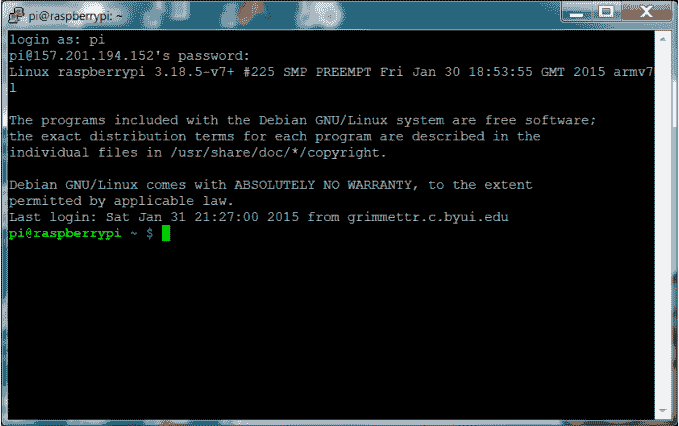 pi@raspberrypi: ~
login as: pi
pi@157.201.194.152's password:
Linux raspberrypi 3.18.5-v7+ #225 SMP PREEMPT Fri Jan 30 18:53:55 GMT 2015 armv7
l
The programs included with the Debian GNU/Linux system are free software;
the exact distribution terms for each program are described in the
individual files in /usr/share/doc/*/copyright.
Debian GNU/Linux comes with ABSOLUTELY NO WARRANTY, to the extent
permitted by applicable law.
Last login: Sat Jan 31 21:27:00 2015 from grimmettr.c.byui.edu
pi@raspberrypi ~ $